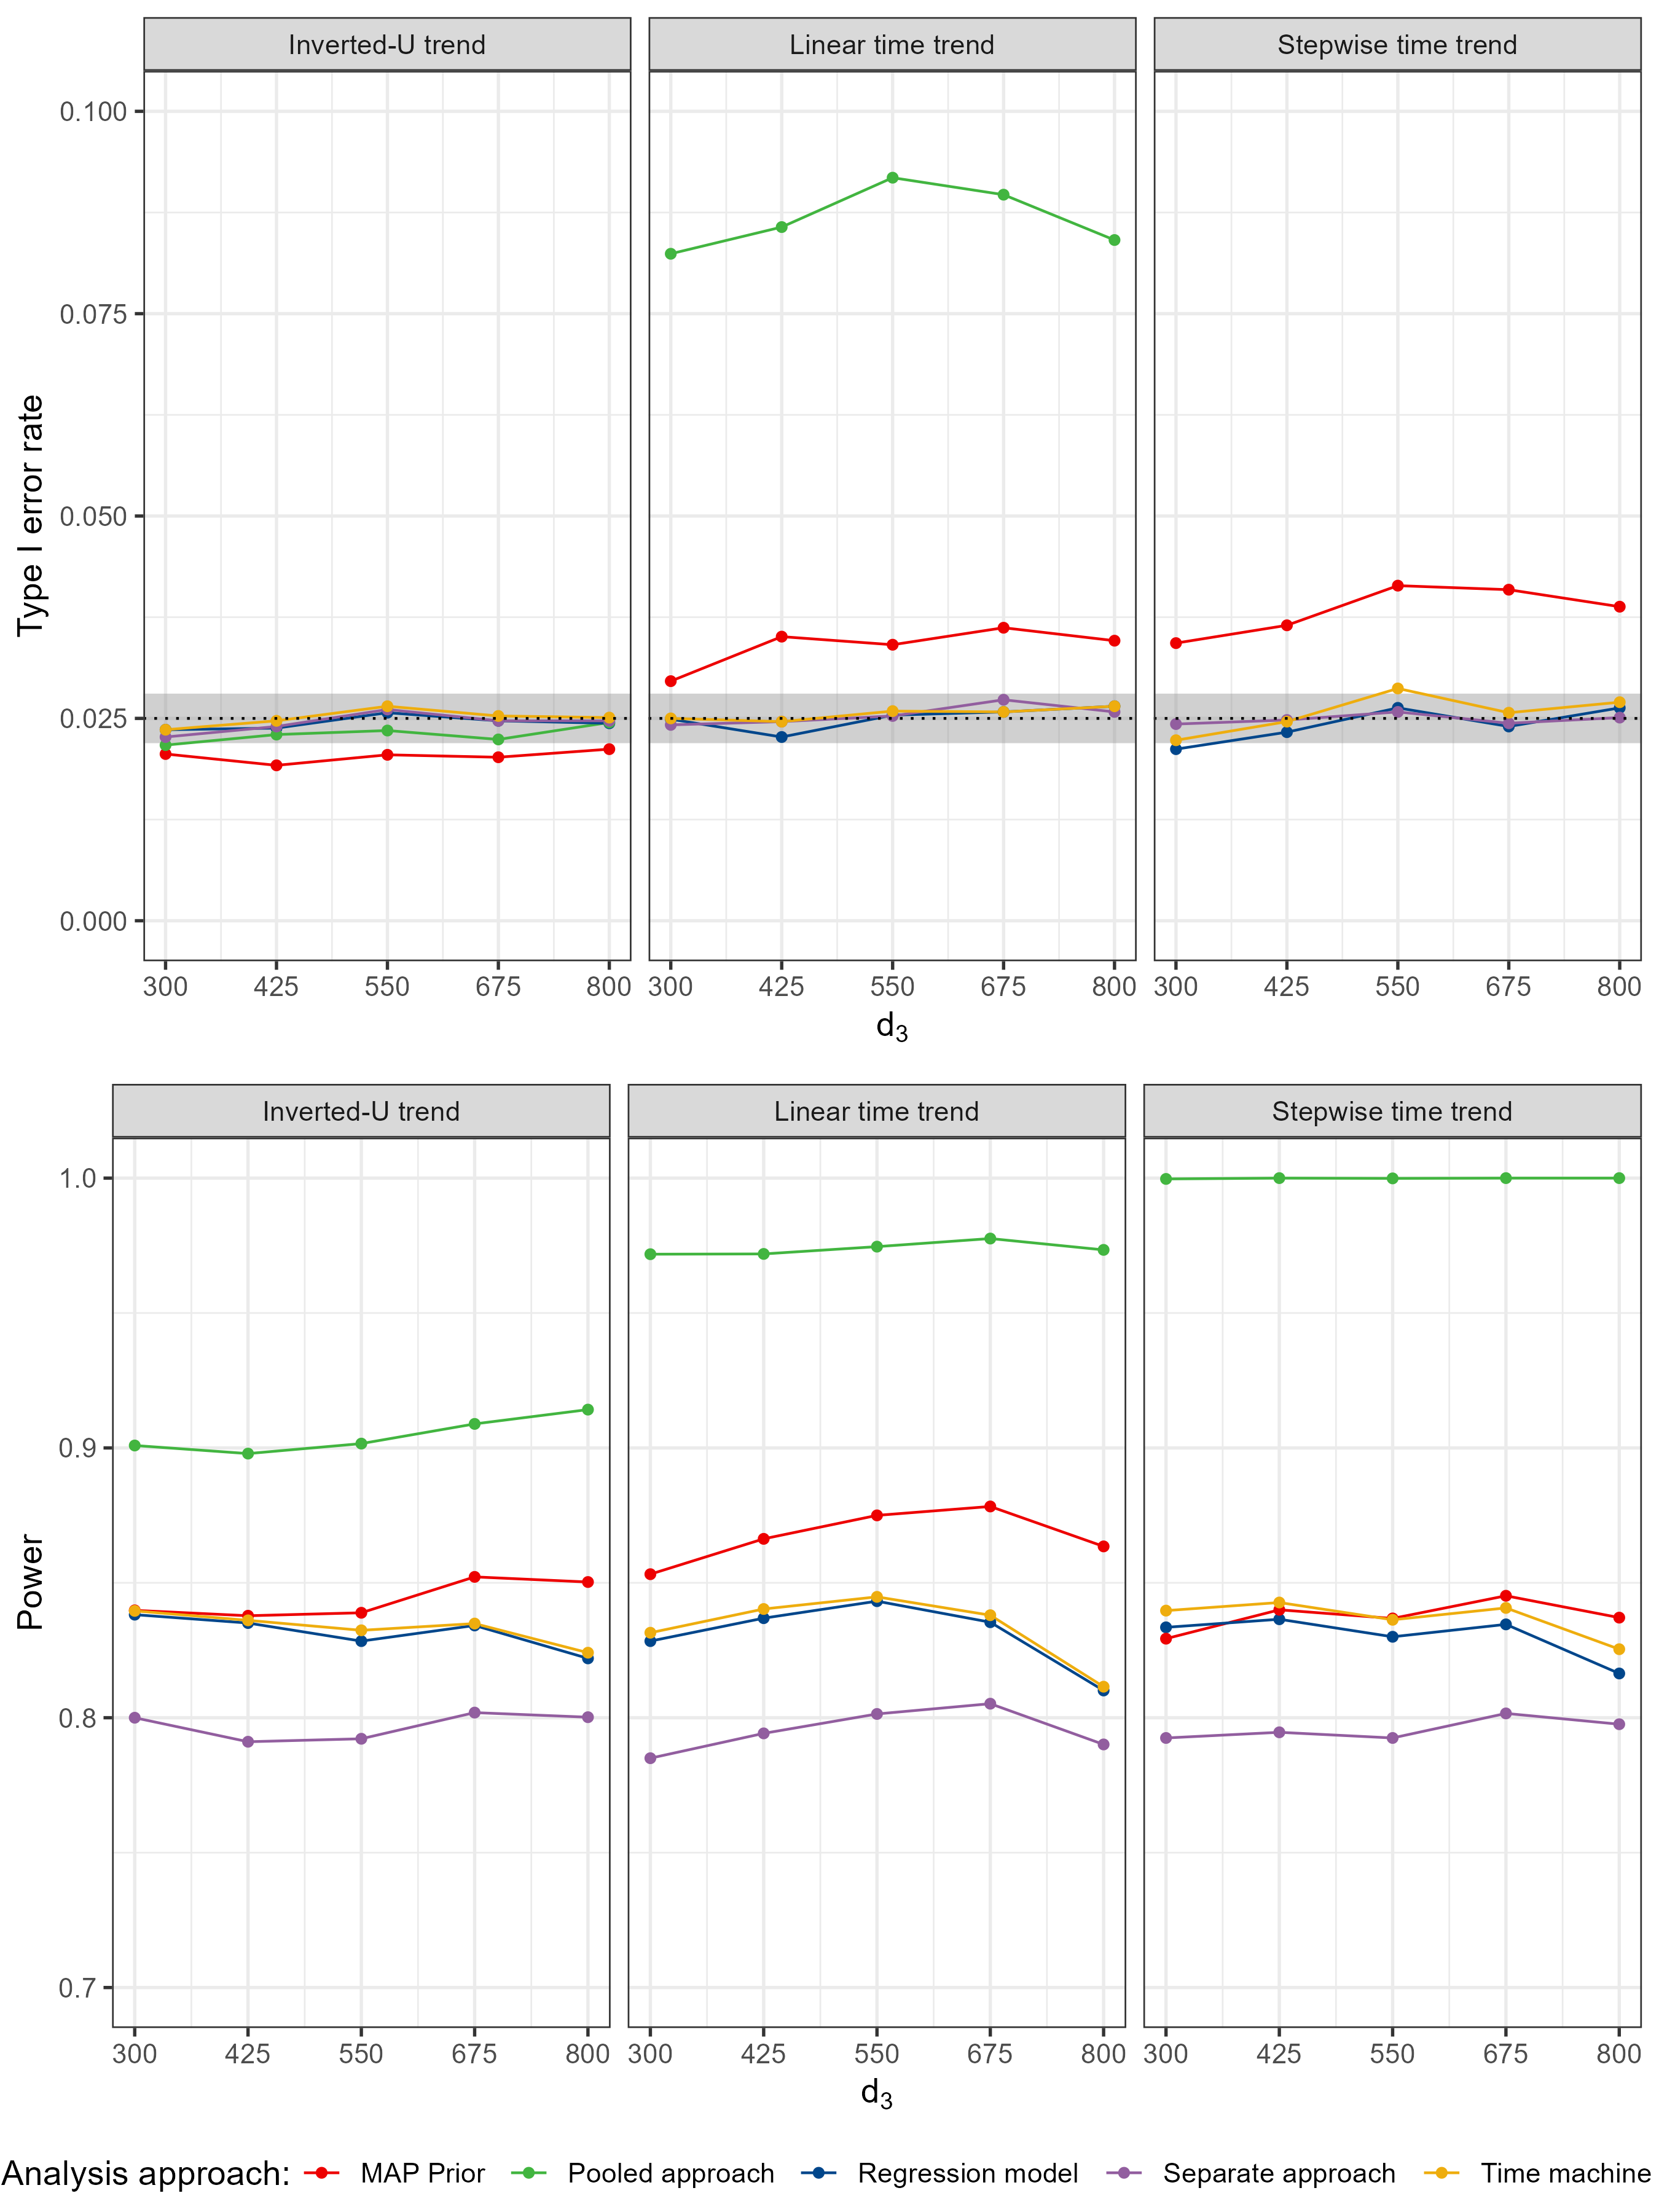 Inverted-U trend
Linear time trend
Stepwise time trend
Type I error rate
0.100
0.075
0.050
0.025
0.000
300 425 550 675 800 300 425 550 675 800 300 425 550 675 800
d3
Inverted-U trend
Linear time trend
Stepwise time trend
Power
1.0
0.9
0.8
0.7
300 425 550 675 800 300 425 550 675 800 300 425 550 675 800
d3
Analysis approach: MAP Prior Pooled approach Regression model Separate approach Time machine